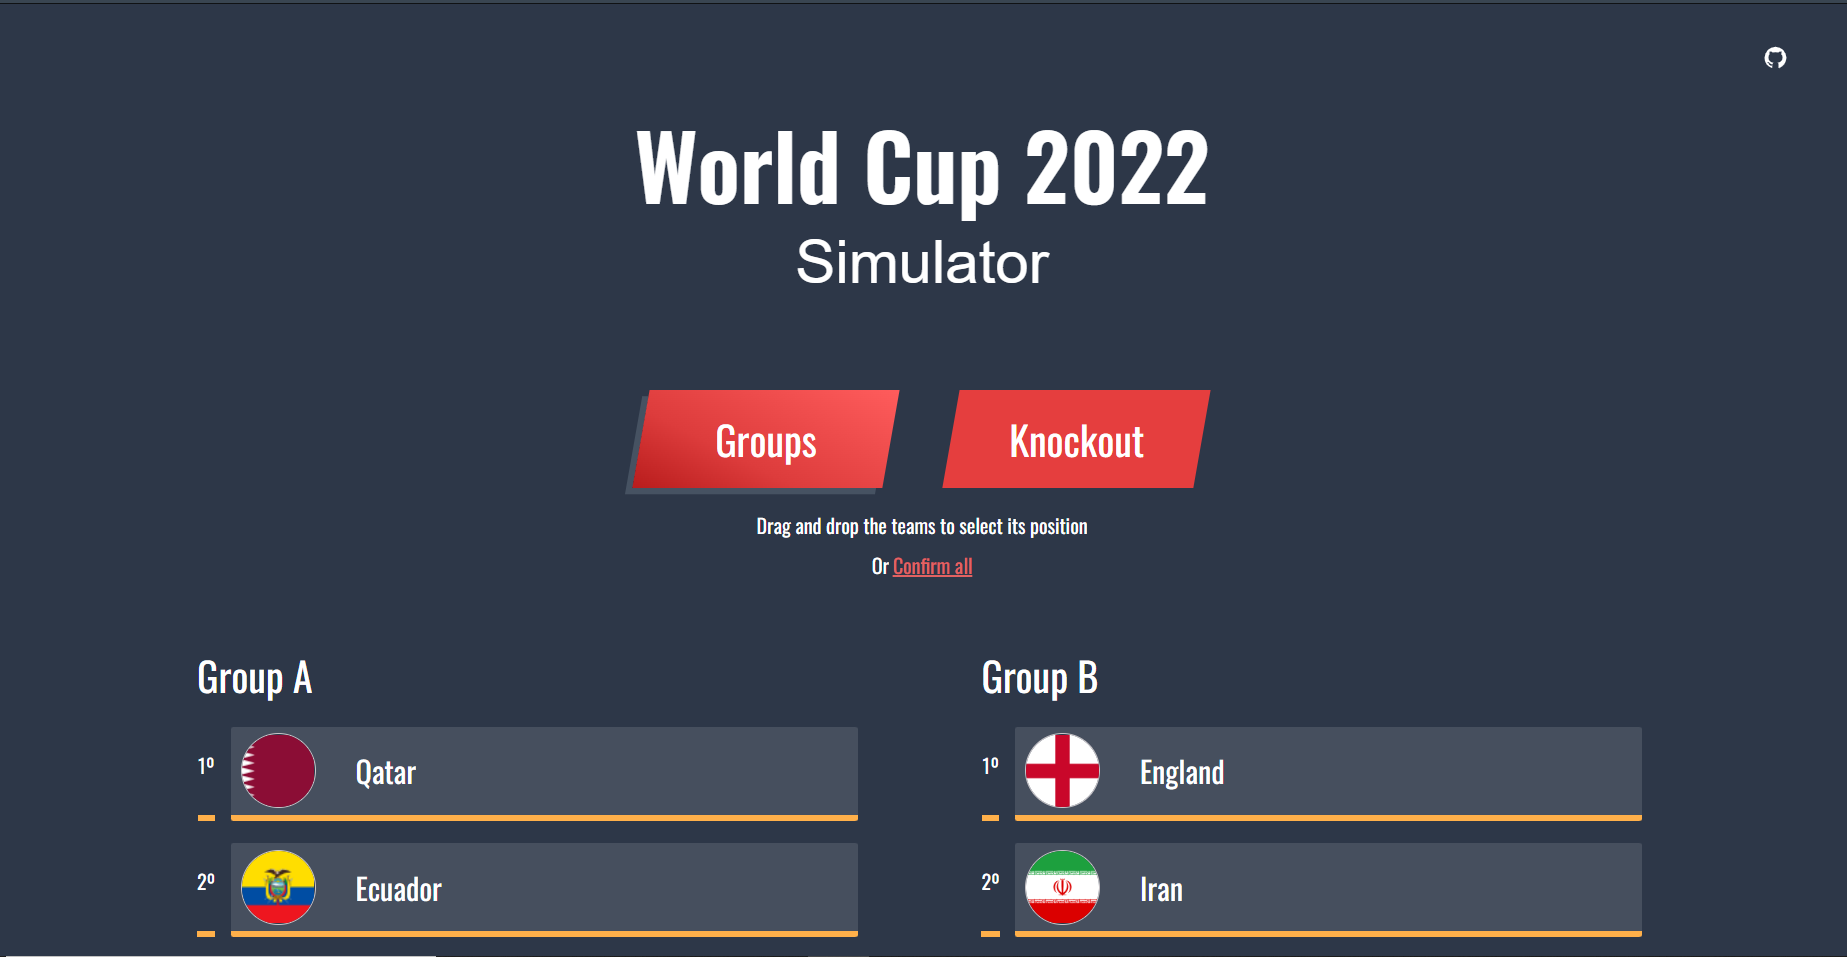 World Cup 2022
Simulator
Groups
Knockout
Drag and drop the teams to select its position
Or Confirm all
Group A
1º
Qatar
2º
Ecuador
Group B
1º
England
2º
Iran